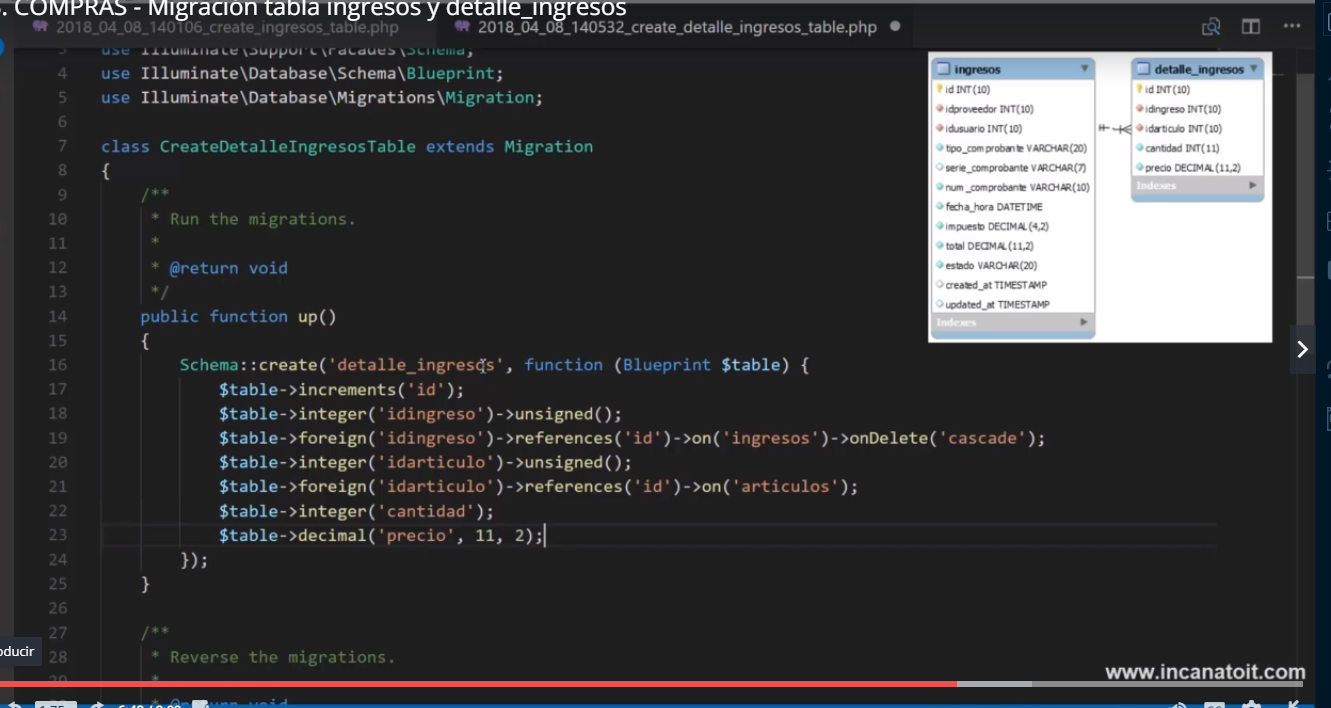 . COMPRAS - Migración tabla ingresos y detalle_ingresos
2018_04_08_140106_create_ingresos_table.php
2018_04_08_140532_create_detalle_ingresos_table.php
3 use Illuminate\Support\Facades\Schema;
4 use Illuminate\Database\Schema\Blueprint;
5 use Illuminate\Database\Migrations\Migration;
6
7 class CreateDetalleIngresosTable extends Migration
8 {
9 /**
10 * Run the migrations.
11 *
12 * @return void
13 */
14 public function up()
15 {
16 Schema::create('detalle_ingresos', function (Blueprint $table) {
17 $table->increments('id');
18 $table->integer('idingreso')->unsigned();
19 $table->foreign('idingreso')->references('id')->on('ingresos')->onDelete('cascade');
20 $table->integer('idarticulo')->unsigned();
21 $table->foreign('idarticulo')->references('id')->on('articulos');
22 $table->integer('cantidad');
23 $table->decimal('precio', 11, 2);
24 });
25 }
26
27 /**
28 * Reverse the migrations.
29 *
ingresos
id INT(10)
idproveedor INT(10)
idusuario INT(10)
tipo_comprobante VARCHAR(20)
serie_comprobante VARCHAR(7)
num_comprobante VARCHAR(10)
fecha_hora DATETIME
impuesto DECIMAL(4,2)
total DECIMAL(11,2)
estado VARCHAR(20)
created_at TIMESTAMP
updated_at TIMESTAMP
Indexes
detalle_ingresos
id INT(10)
idingreso INT(10)
idarticulo INT(10)
cantidad INT(11)
precio DECIMAL(11,2)
Indexes
oducir
www.incanatoit.com